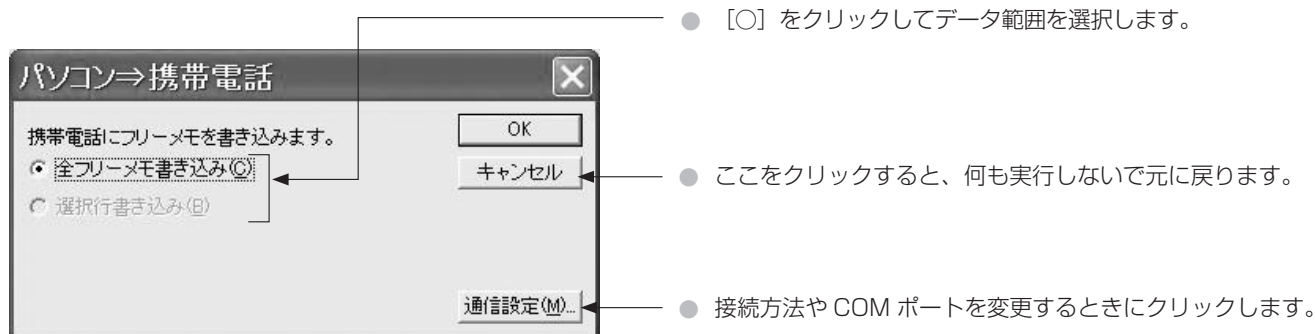 ［○］をクリックしてデータ範囲を選択します。
パソコン⇒携帯電話
携帯電話にフリーメモを書き込みます。
OK
全フリーメモ書き込み(C)
キャンセル
ここをクリックすると、何も実行しないで元に戻ります。
選択行書き込み(B)
通信設定(M)...
接続方法や COM ポートを変更するときにクリックします。